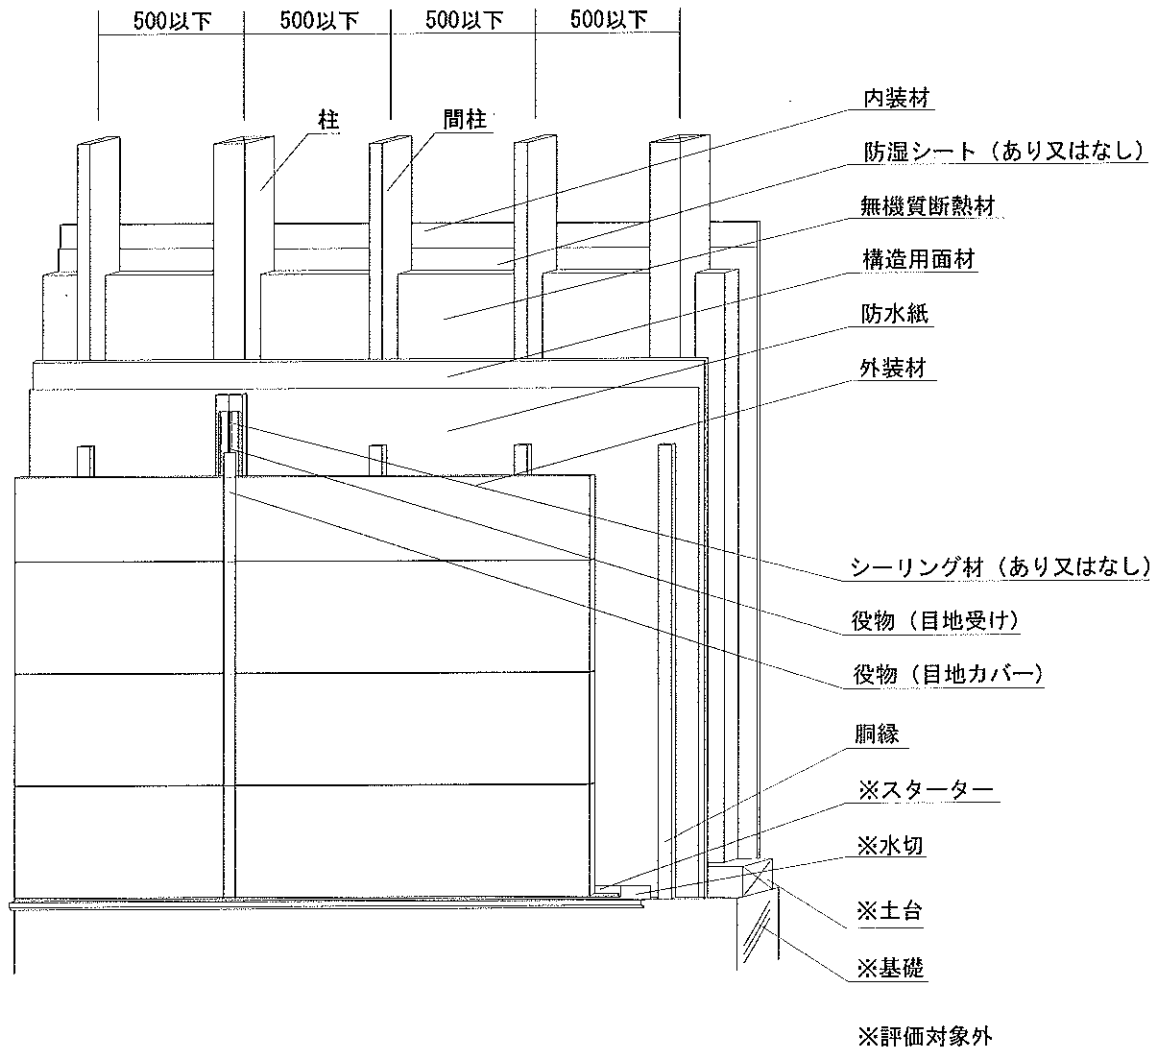 500以下
500以下
500以下
500以下
柱
間柱
内装材
防湿シート（あり又はなし）
無機質断熱材
構造用面材
防水紙
外装材
シーリング材（あり又はなし）
役物（目地受け）
役物（目地カバー）
胴縁
※スターター
※水切
※土台
※基礎
※評価対象外